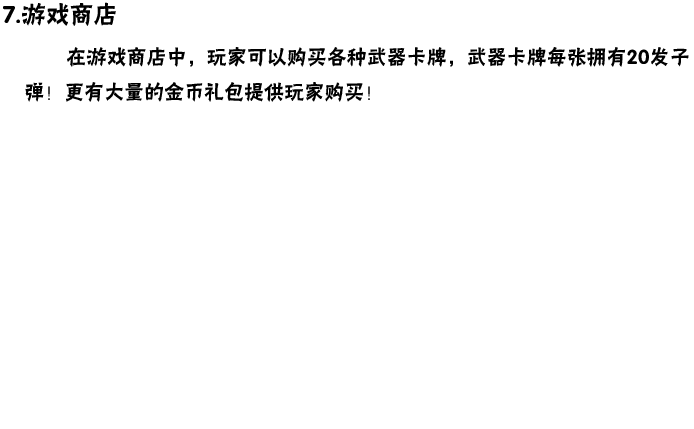 7.游戏商店
在游戏商店中，玩家可以购买各种武器卡牌，武器卡牌每张拥有20发子
弹！更有大量的金币礼包提供玩家购买！